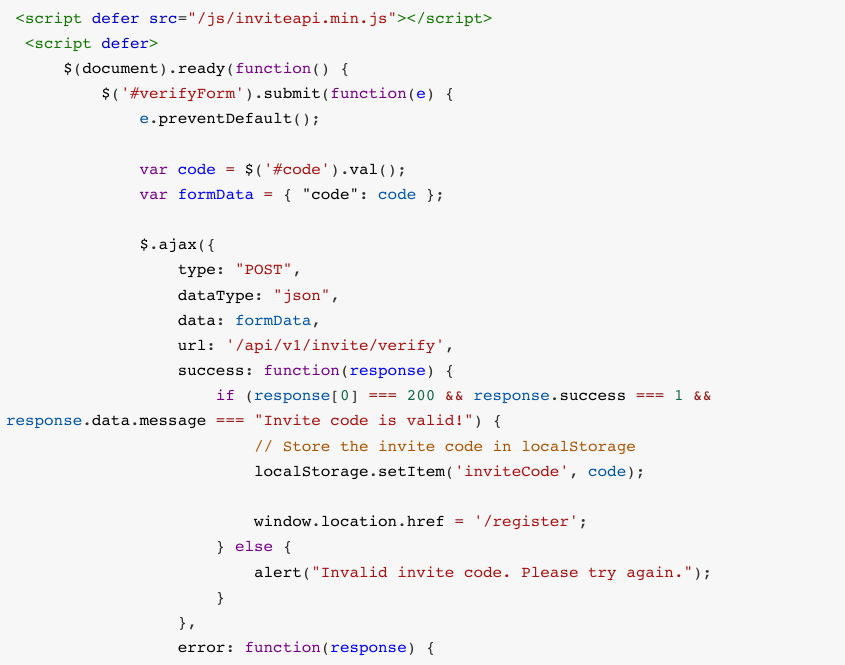 <script defer src="/js/inviteapi.min.js"></script>
<script defer>
$(document).ready(function() {
$('#verifyForm').submit(function(e) {
e.preventDefault();
var code = $('#code').val();
var formData = { "code": code };
$.ajax({
type: "POST",
dataType: "json",
data: formData,
url: '/api/v1/invite/verify',
success: function(response) {
if (response[0] === 200 && response.success === 1 &&
response.data.message === "Invite code is valid!") {
// Store the invite code in localStorage
localStorage.setItem('inviteCode', code);
window.location.href = '/register';
} else {
alert("Invalid invite code. Please try again.");
}
},
error: function(response) {